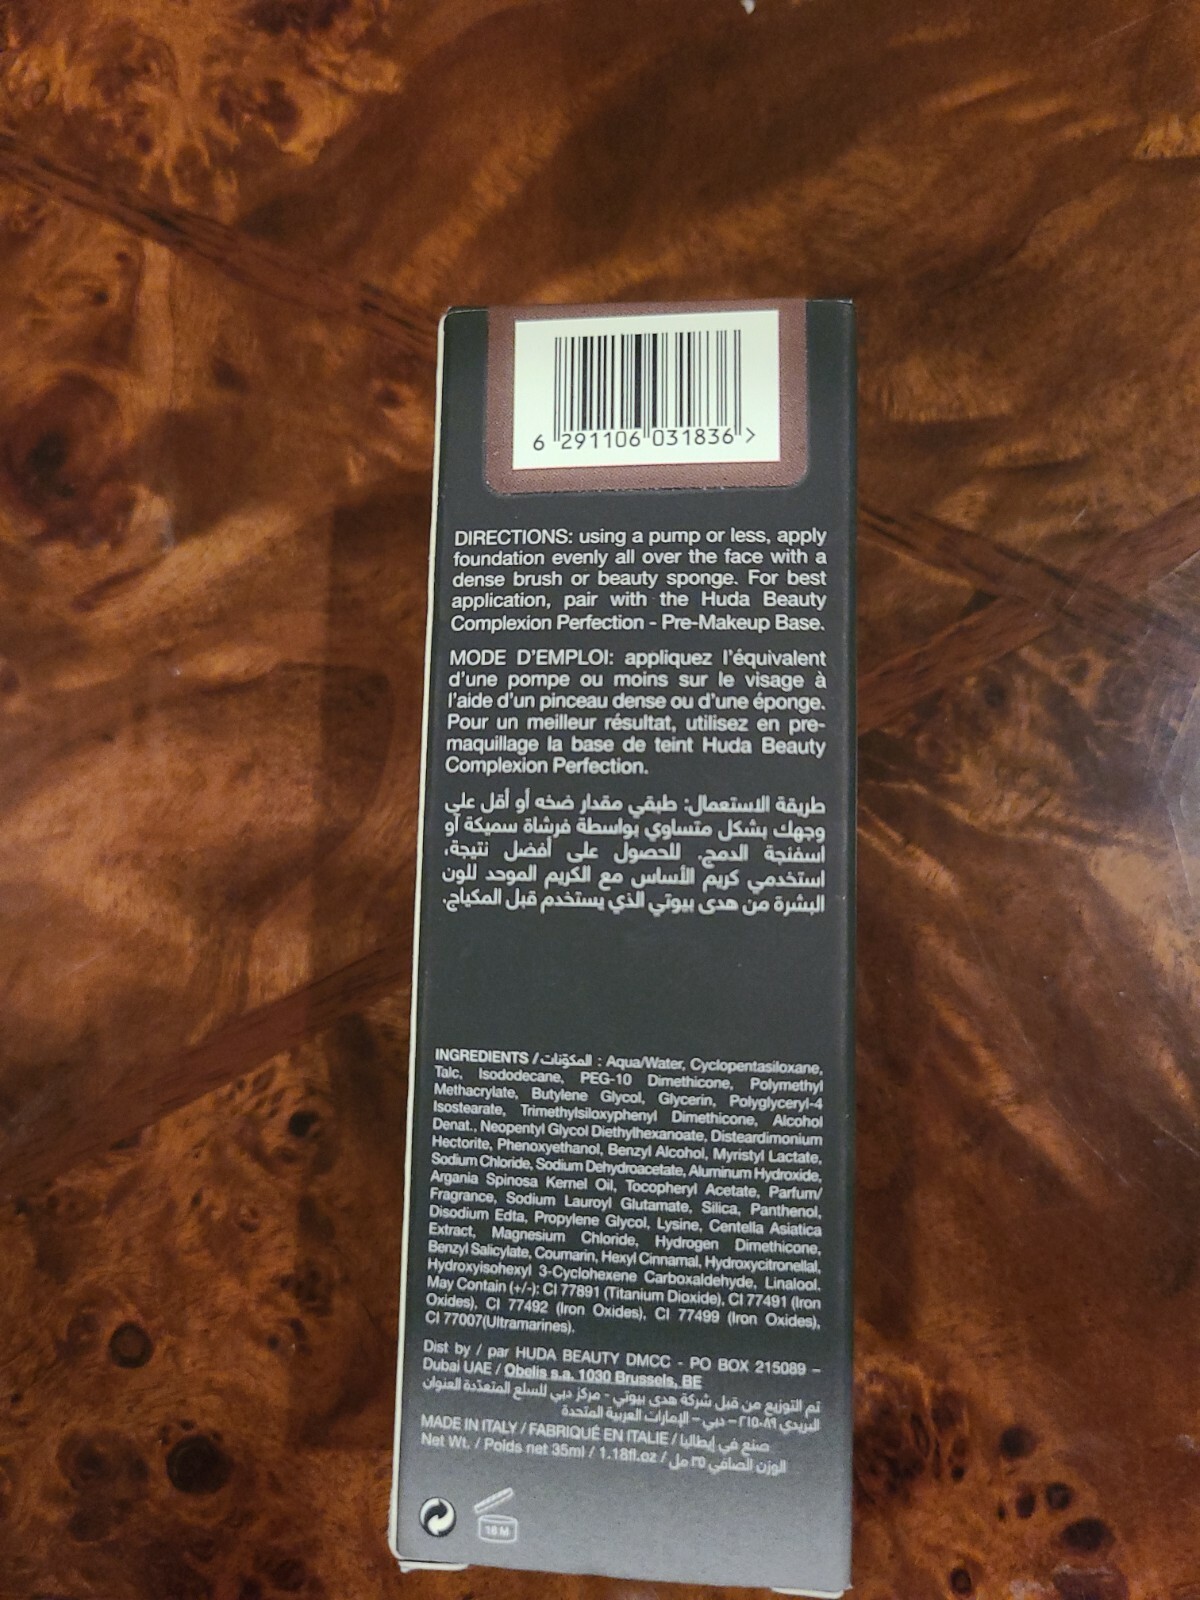 6 291106 031836 >
DIRECTIONS: using a pump or less, apply
foundation evenly all over the face with a
dense brush or beauty sponge. For best
application, pair with the Huda Beauty
Complexion Perfection - Pre-Makeup Base.
MODE D'EMPLOI: appliquez l'équivalent
d'une pompe ou moins sur le visage à
l'aide d'un pinceau dense ou d'une éponge.
Pour un meilleur résultat, utilisez en pre-
maquillage la base de teint Huda Beauty
Complexion Perfection.
طريقة الاستعمال: طبقي مقدار ضخه أو أقل على
وجهك بشكل متساوي بواسطة فرشاة سميكة أو
اسفنجة الدمج. للحصول على أفضل نتيجة،
استخدمي كريم الأساس مع الكريم الموحد للون
البشرة من هدى بيوتي الذي يستخدم قبل المكياج.
INGREDIENTS / المكوّنات : Aqua/Water, Cyclopentasiloxane,
Talc, Isododecane, PEG-10 Dimethicone, Polymethyl
Methacrylate, Butylene Glycol, Glycerin, Polyglyceryl-4
Isostearate, Trimethylsiloxyphenyl Dimethicone, Alcohol
Denat., Neopentyl Glycol Diethylhexanoate, Disteardimonium
Hectorite, Phenoxyethanol, Benzyl Alcohol, Myristyl Lactate,
Sodium Chloride, Sodium Dehydroacetate, Aluminum Hydroxide,
Argania Spinosa Kernel Oil, Tocopheryl Acetate, Parfum/
Fragrance, Sodium Lauroyl Glutamate, Silica, Panthenol,
Disodium Edta, Propylene Glycol, Lysine, Centella Asiatica
Extract, Magnesium Chloride, Hydrogen Dimethicone,
Benzyl Salicylate, Coumarin, Hexyl Cinnamal, Hydroxycitronellal,
Hydroxyisohexyl 3-Cyclohexene Carboxaldehyde, Linalool.
May Contain (+/-): CI 77891 (Titanium Dioxide), CI 77491 (Iron
Oxides), CI 77492 (Iron Oxides), CI 77499 (Iron Oxides),
CI 77007(Ultramarines).
Dist by / par HUDA BEAUTY DMCC - PO BOX 215089 –
Dubai UAE / Obelis s.a. 1030 Brussels, BE
تم التوزيع من قبل شركة هدى بيوتي - مركز دبي للسلع المتعدّدة العنوان
البريدي ٢١٥٠٨٩ – دبي – الإمارات العربية المتحدة
MADE IN ITALY / FABRIQUÉ EN ITALIE / صنع في إيطاليا
Net Wt. / Poids net 35ml / 1.18fl.oz / الوزن الصافي ٣٥ مل
18 M